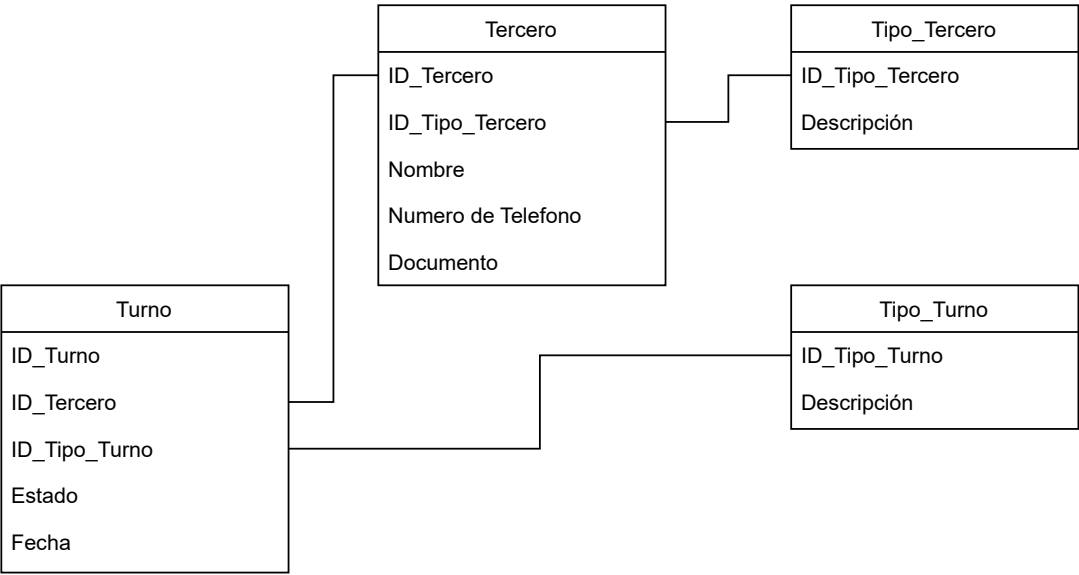 Tercero
ID_Tercero
ID_Tipo_Tercero
Nombre
Numero de Telefono
Documento
Tipo_Tercero
ID_Tipo_Tercero
Descripción
Turno
ID_Turno
ID_Tercero
ID_Tipo_Turno
Estado
Fecha
Tipo_Turno
ID_Tipo_Turno
Descripción